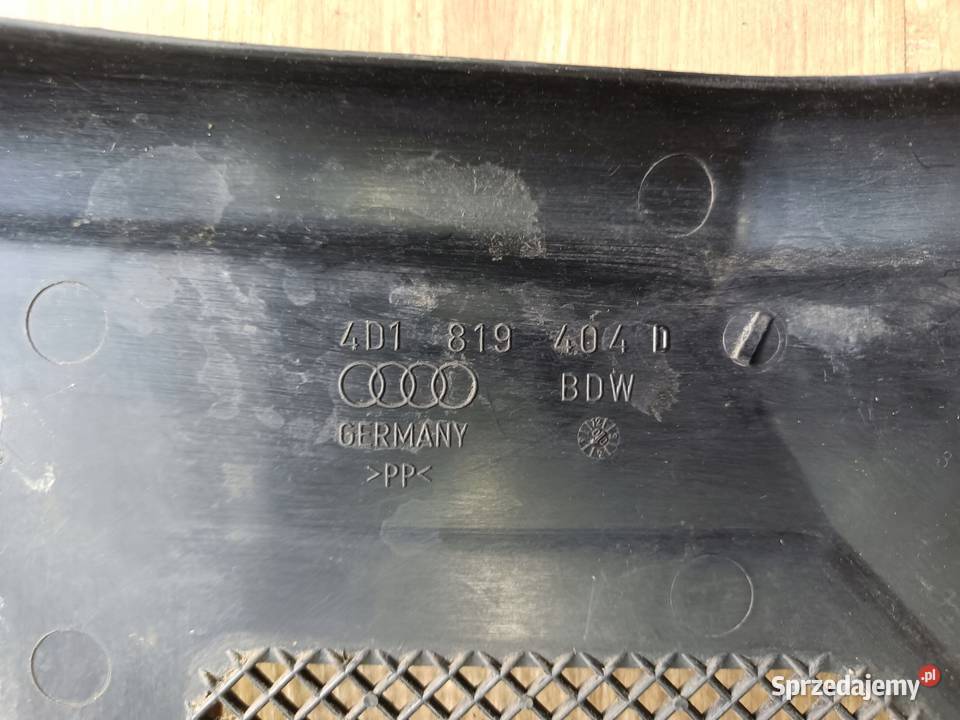 4D1 819 404 D
BDW
GERMANY
>PP<
Sprzedajemy.pl